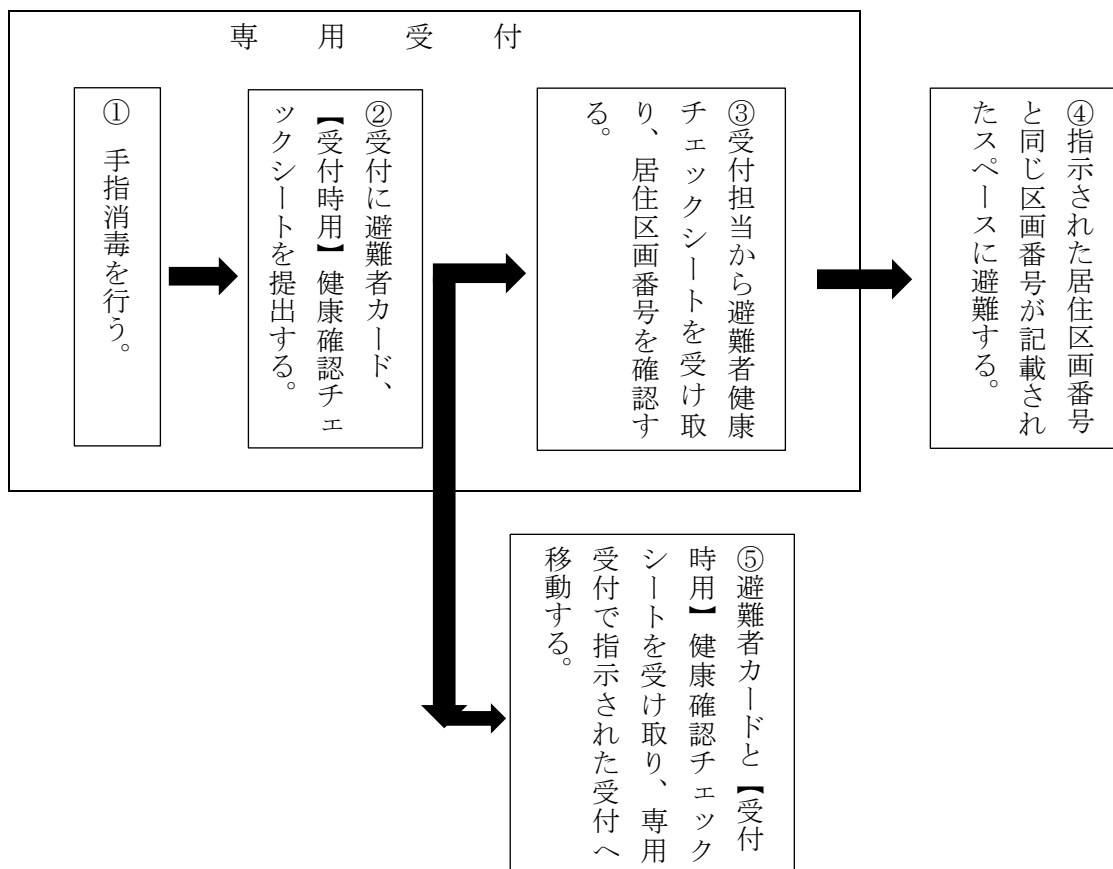 専用受付
① 手指消毒を行う。
②受付に避難者カード、
【受付時用】健康確認チェ
ックシートを提出する。
③受付担当から避難者健康
チェックシートを受け取
り、居住区画番号を確認す
る。
④指示された居住区画番号
と同じ区画番号が記載され
たスペースに避難する。
⑤避難者カードと【受付
時用】健康確認チェック
シートを受け取り、専用
受付で指示された受付へ
移動する。